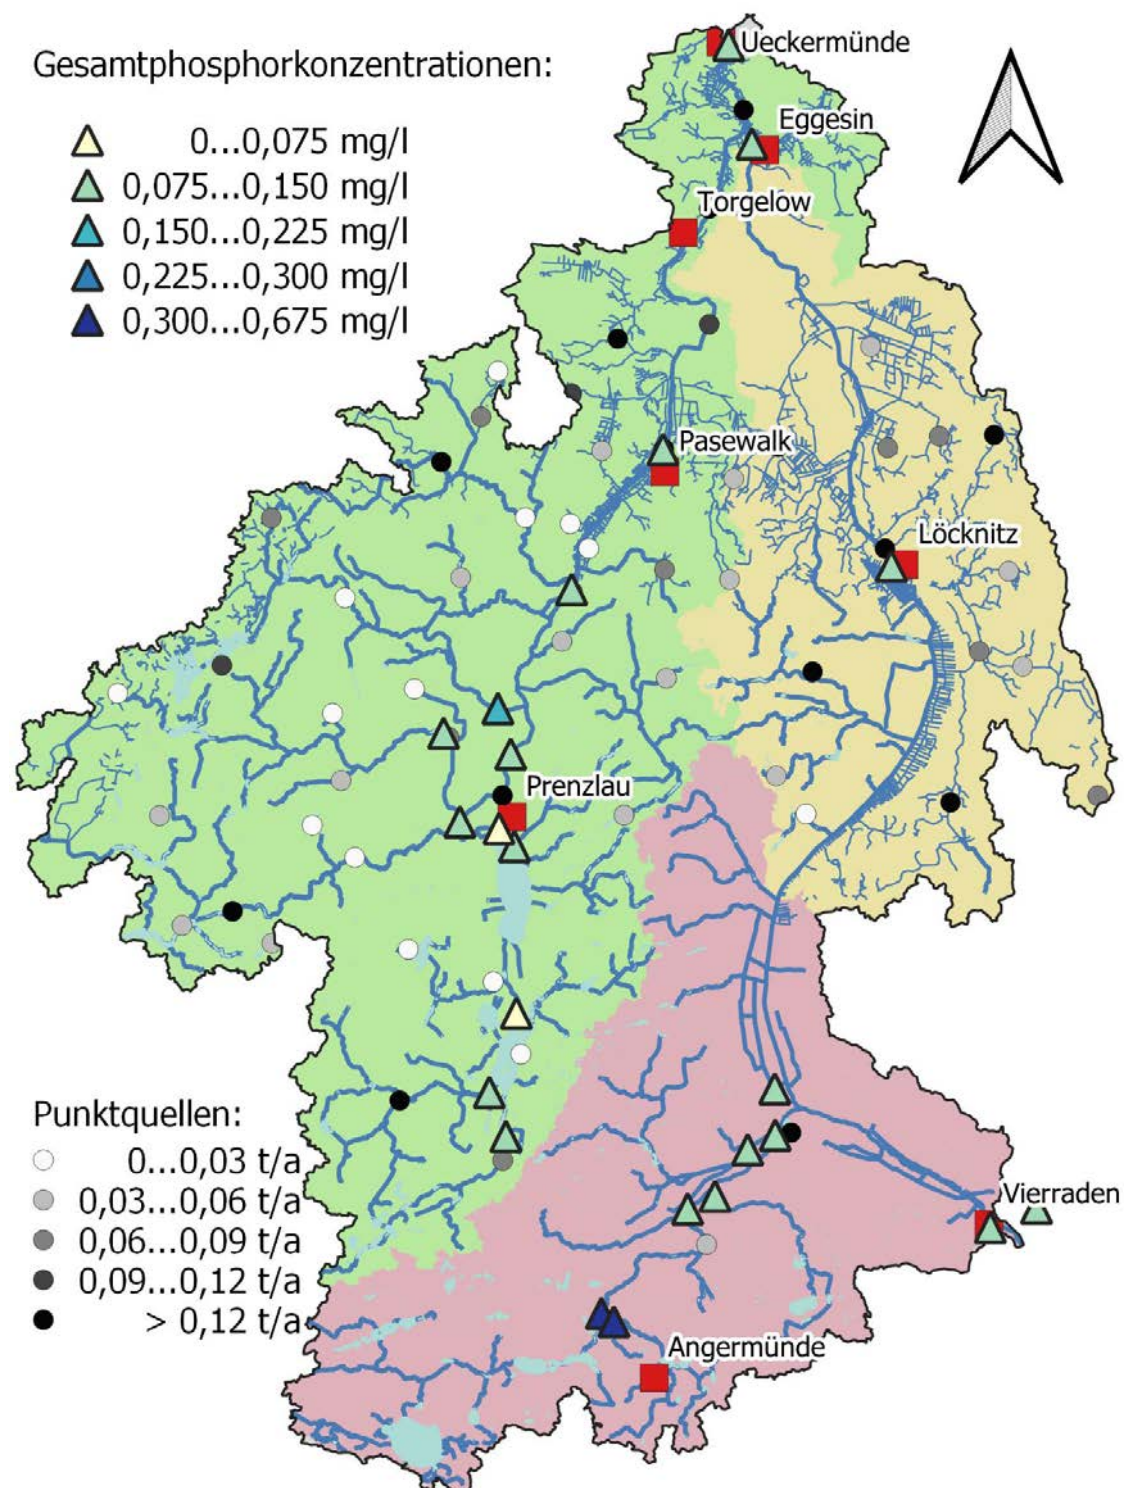 Gesamtphosphorkonzentrationen:
0...0,075 mg/l
0,075...0,150 mg/l
0,150...0,225 mg/l
0,225...0,300 mg/l
0,300...0,675 mg/l
Ueckermünde
Eggesin
Torgelow
Pasewalk
Löcknitz
Prenzlau
Vierraden
Angermünde
Punktquellen:
0...0,03 t/a
0,03...0,06 t/a
0,06...0,09 t/a
0,09...0,12 t/a
> 0,12 t/a